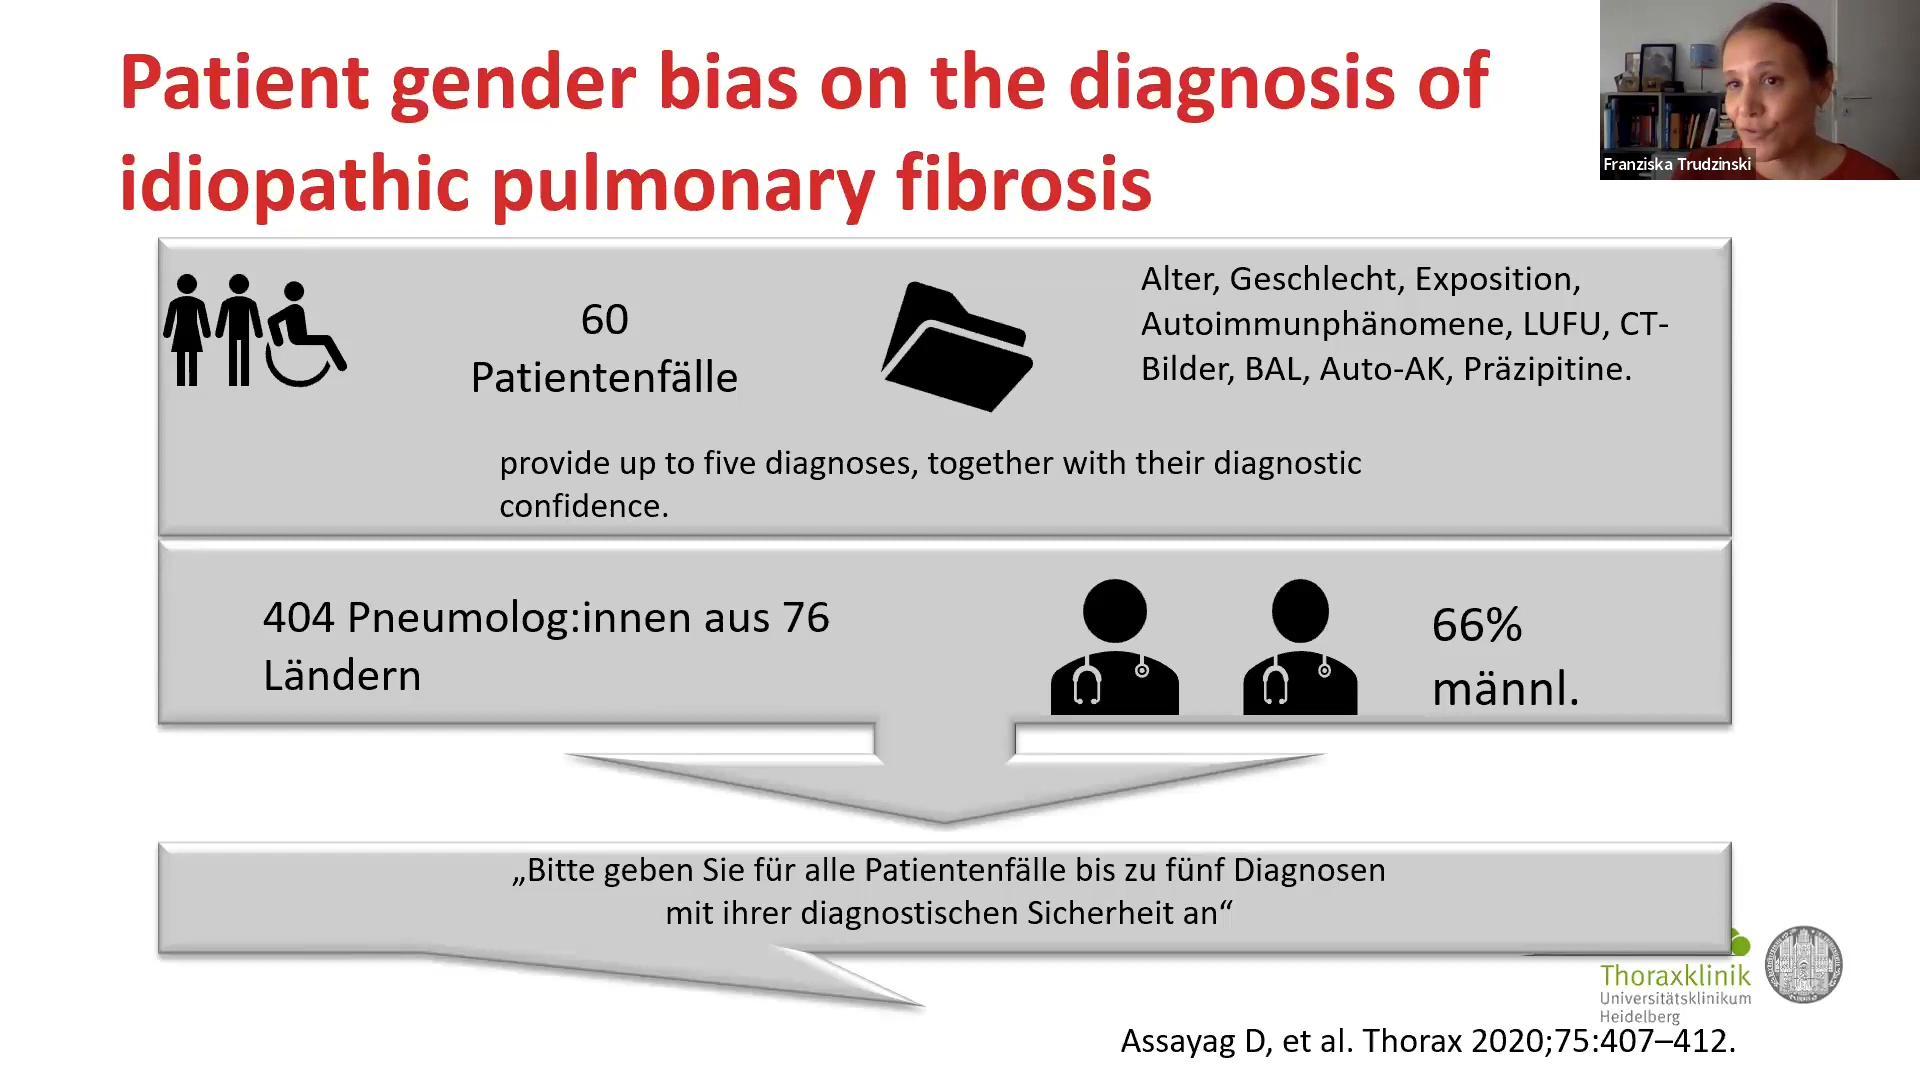 Patient gender bias on the diagnosis of
idiopathic pulmonary fibrosis
Franziska Trudzinski
60
Patientenfälle
Alter, Geschlecht, Exposition,
Autoimmunphänomene, LUFU, CT-
Bilder, BAL, Auto-AK, Präzipitine.
provide up to five diagnoses, together with their diagnostic
confidence.
404 Pneumolog:innen aus 76
Ländern
66%
männl.
„Bitte geben Sie für alle Patientenfälle bis zu fünf Diagnosen
mit ihrer diagnostischen Sicherheit an“
Thoraxklinik
Universitätsklinikum
Heidelberg
Assayag D, et al. Thorax 2020;75:407–412.